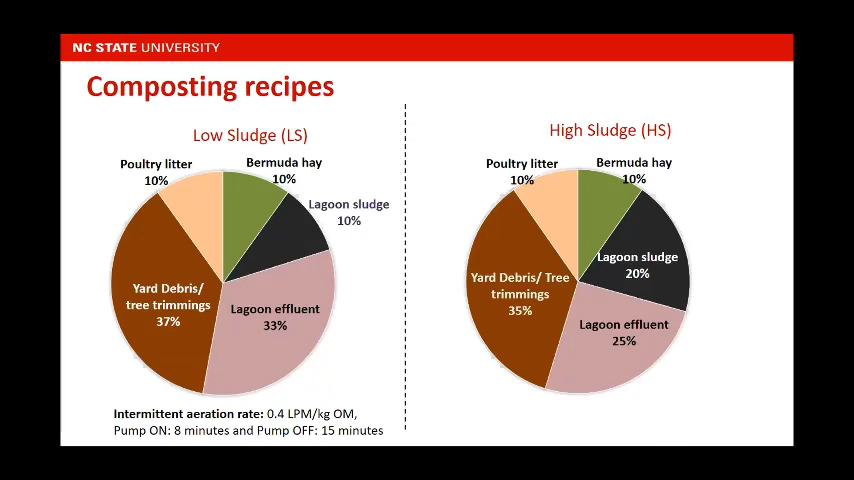 NC STATE UNIVERSITY
Composting recipes
Low Sludge (LS)
Poultry litter
10%
Bermuda hay
10%
Lagoon sludge
10%
Yard Debris/
tree trimmings
37%
Lagoon effluent
33%
Intermittent aeration rate: 0.4 LPM/kg OM,
Pump ON: 8 minutes and Pump OFF: 15 minutes
High Sludge (HS)
Poultry litter
10%
Bermuda hay
10%
Lagoon sludge
20%
Yard Debris/ Tree
trimmings
35%
Lagoon effluent
25%